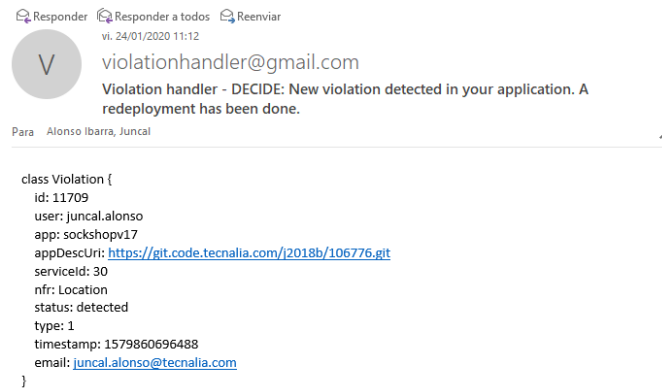 Responder Responder a todos Reenviar
vi. 24/01/2020 11:12
V
violationhandler@gmail.com
Violation handler - DECIDE: New violation detected in your application. A
redeployment has been done.
Para Alonso Ibarra, Juncal
class Violation {
id: 11709
user: juncal.alonso
app: sockshopv17
appDescUri: https://git.code.tecnalia.com/j2018b/106776.git
serviceId: 30
nfr: Location
status: detected
type: 1
timestamp: 1579860696488
email: juncal.alonso@tecnalia.com
}